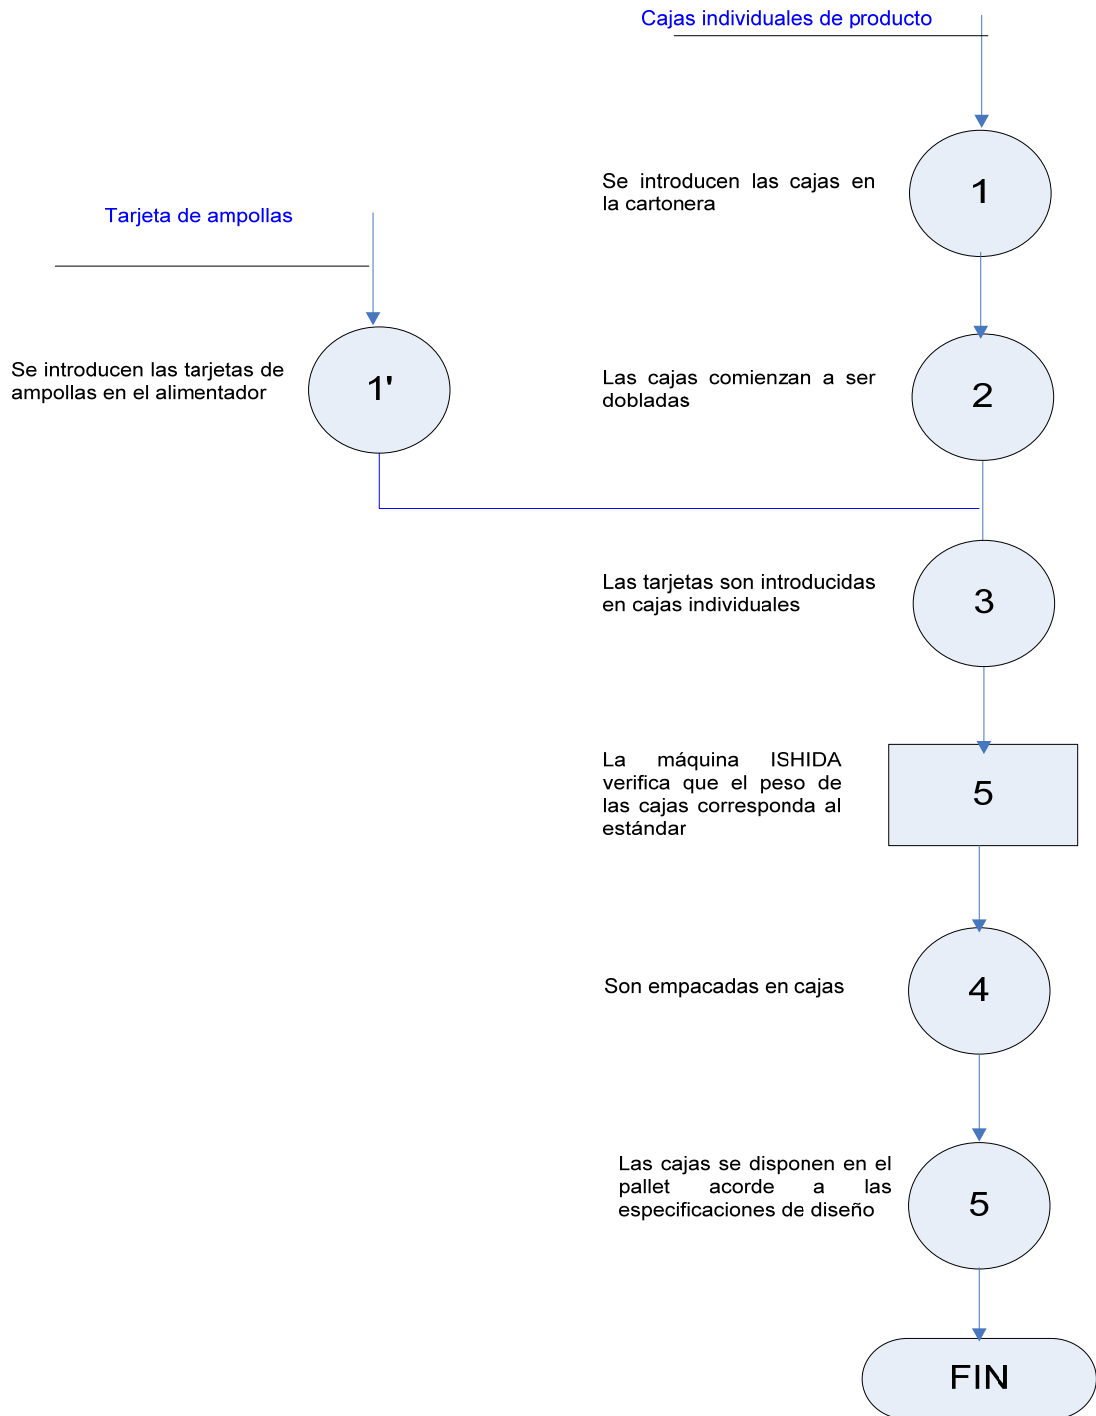 Cajas individuales de producto
Se introducen las cajas en
la cartonera
1
Tarjeta de ampollas
Se introducen las tarjetas de
ampollas en el alimentador
1'
Las cajas comienzan a ser
dobladas
2
Las tarjetas son introducidas
en cajas individuales
3
La máquina ISHIDA
verifica que el peso de
las cajas corresponda al
estándar
5
Son empacadas en cajas
4
Las cajas se disponen en el
pallet acorde a las
especificaciones de diseño
5
FIN